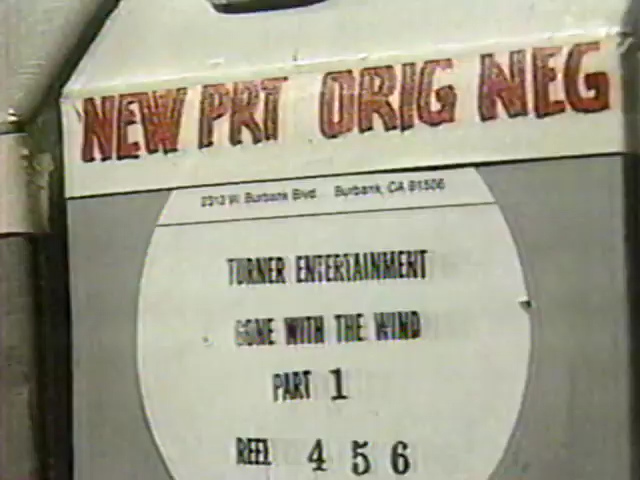 NEW PRT ORIG NEG
2312 W. Burbank Blvd. Burbank, CA 91506
TURNER ENTERTAINMENT
GONE WITH THE WIND
PART 1
REEL 4 5 6